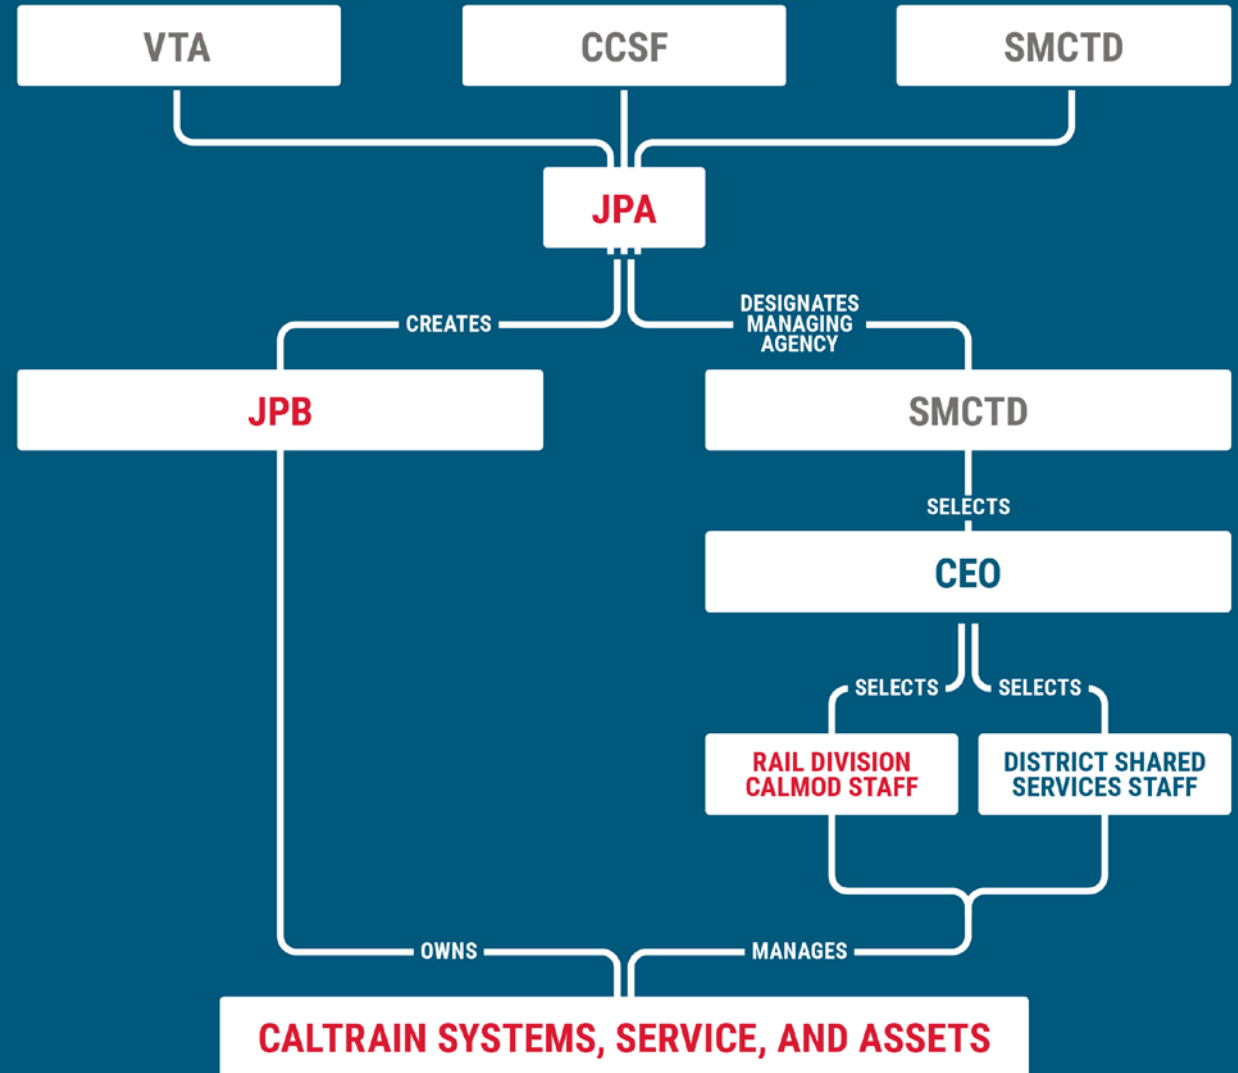 VTA
CCSF
SMCTD
JPA
CREATES
DESIGNATES
MANAGING
AGENCY
JPB
SMCTD
SELECTS
CEO
SELECTS
SELECTS
RAIL DIVISION
CALMOD STAFF
DISTRICT SHARED
SERVICES STAFF
OWNS
MANAGES
CALTRAIN SYSTEMS, SERVICE, AND ASSETS